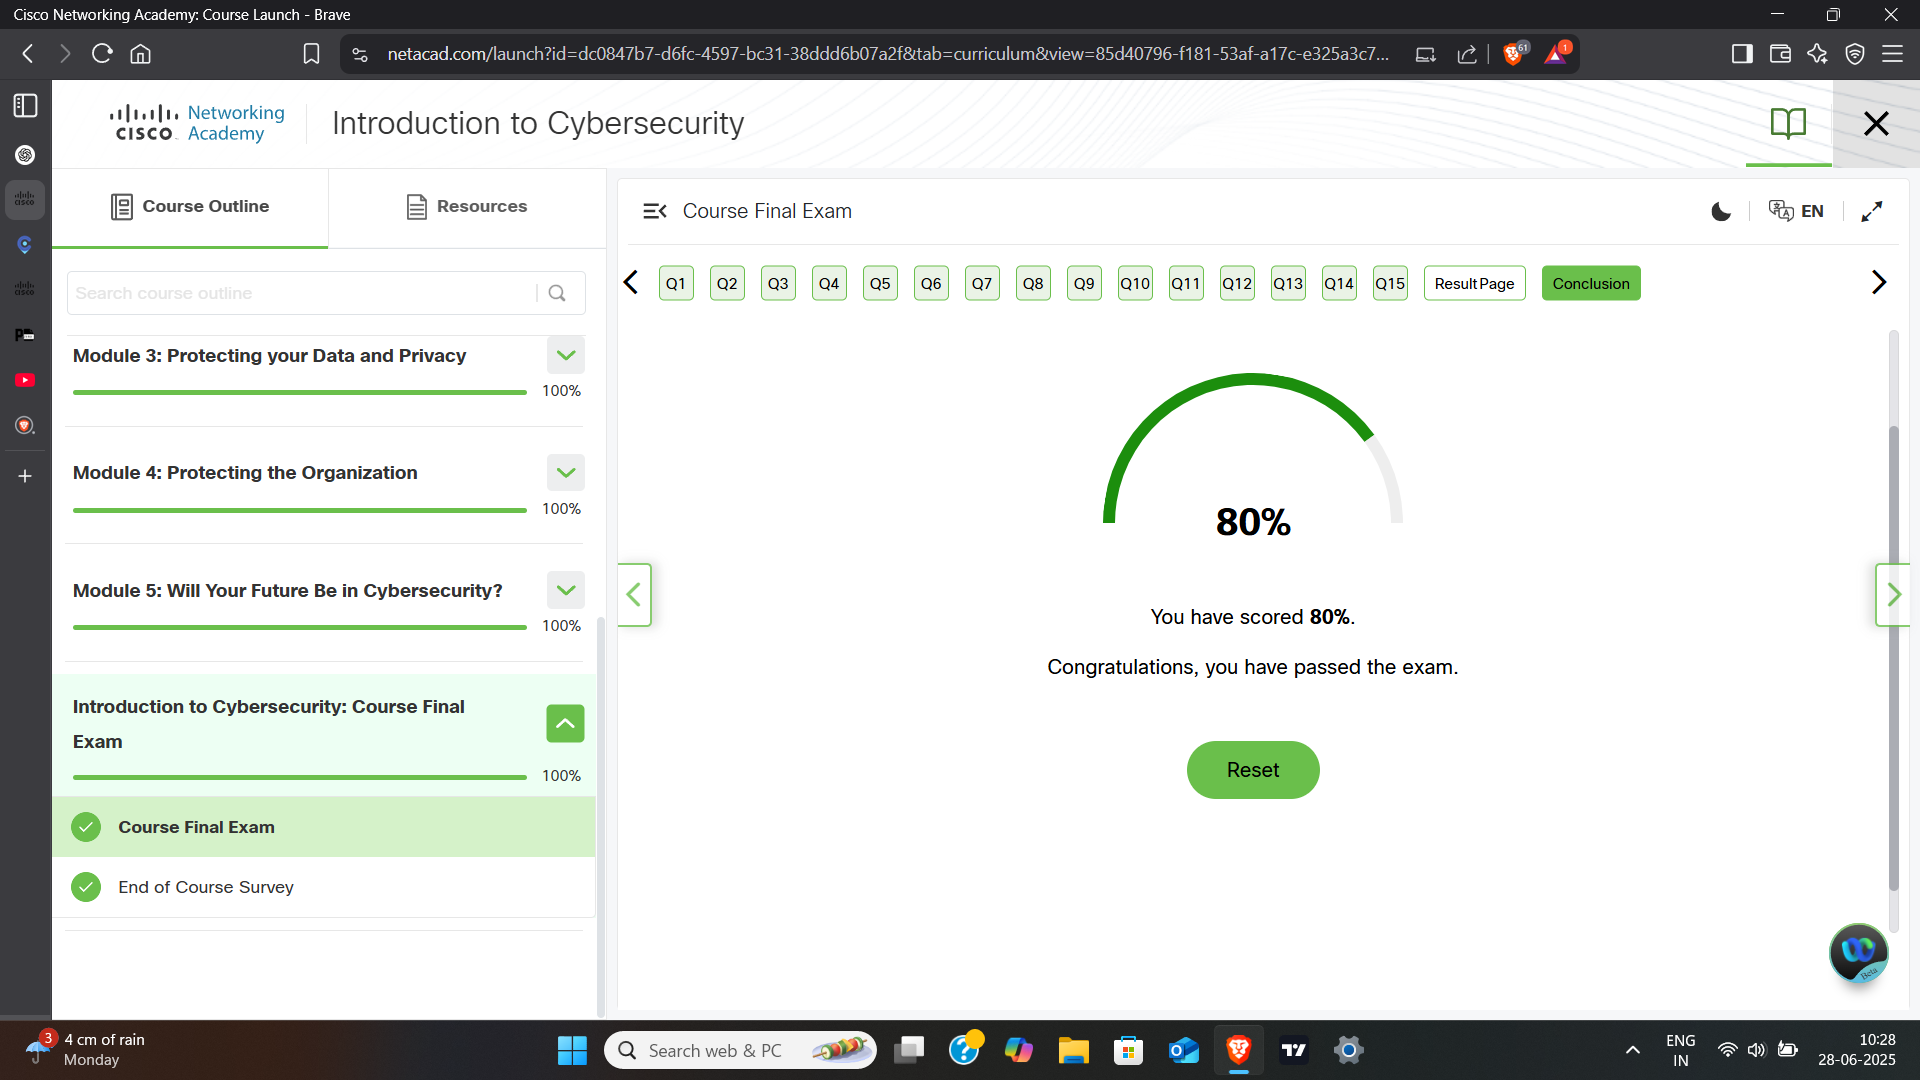 Cisco Networking Academy: Course Launch - Brave
netacad.com/launch?id=dc0847b7-d6fc-4597-bc31-38ddd6b07a2f&tab=curriculum&view=85d40796-f181-53af-a17c-e325a3c7...
61
1
CISCO
Networking
Academy
Introduction to Cybersecurity
Course Outline
Resources
Search course outline
Module 3: Protecting your Data and Privacy
100%
Module 4: Protecting the Organization
100%
Module 5: Will Your Future Be in Cybersecurity?
100%
Introduction to Cybersecurity: Course Final
Exam
100%
Course Final Exam
End of Course Survey
Course Final Exam
EN
Q1 Q2 Q3 Q4 Q5 Q6 Q7 Q8 Q9 Q10 Q11 Q12 Q13 Q14 Q15 Result Page Conclusion
80%
You have scored 80%.
Congratulations, you have passed the exam.
Reset
Beta
3
4 cm of rain
Monday
Search web & PC
ENG
IN
10:28
28-06-2025